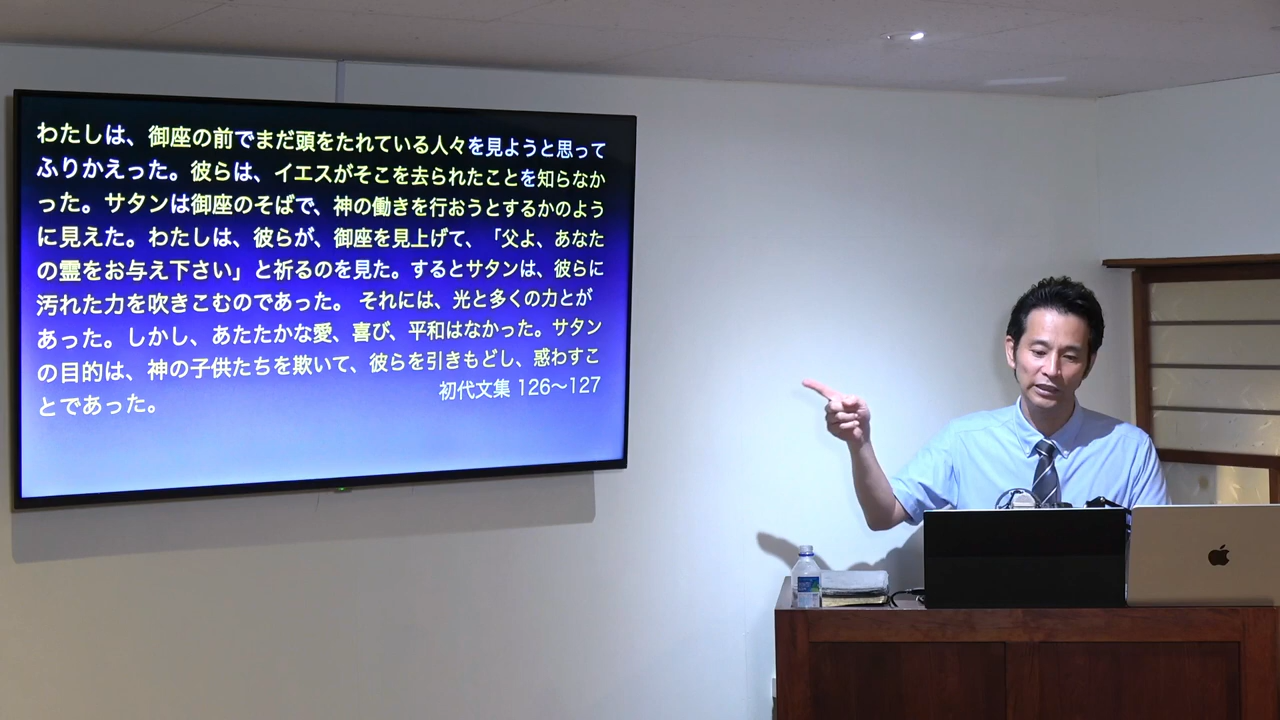 わたしは、御座の前でまだ頭をたれている人々を見ようと思って
ふりかえった。彼らは、イエスがそこを去られたことを知らなか
った。サタンは御座のそばで、神の働きを行おうとするかのよう
に見えた。わたしは、彼らが、御座を見上げて、「父よ、あなた
の霊をお与え下さい」と祈るのを見た。するとサタンは、彼らに
汚れた力を吹きこむのであった。 それには、光と多くの力とが
あった。しかし、あたたかな愛、喜び、平和はなかった。サタン
の目的は、神の子供たちを欺いて、彼らを引きもどし、惑わすこ
とであった。
初代文集 126〜127